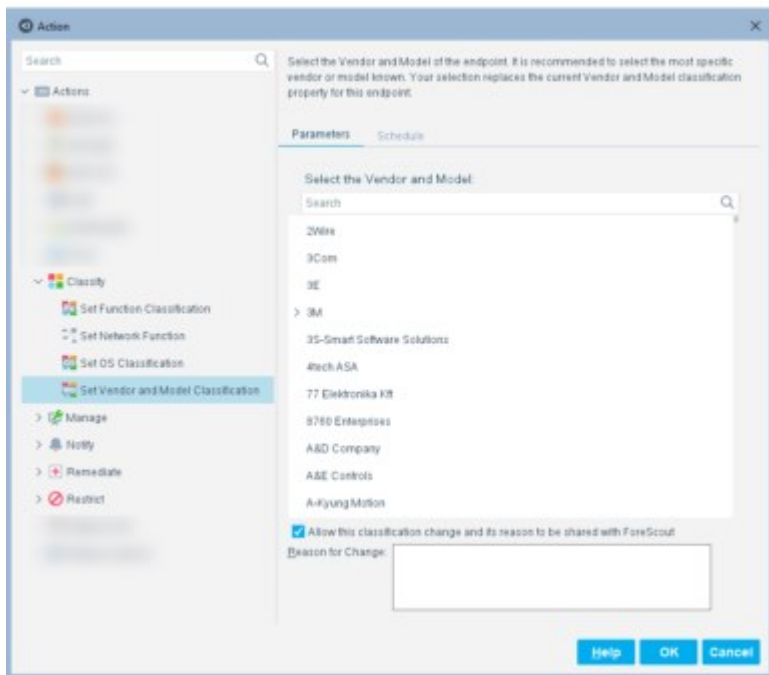 Action
Search
Actions
Classify
Set Function Classification
Set Network Function
Set OS Classification
Set Vendor and Model Classification
Manage
Notify
Remediate
Restrict
Select the Vendor and Model of the endpoint. It is recommended to select the most specific
vendor or model known. Your selection replaces the current Vendor and Model classification
property for this endpoint.
Parameters Schedule
Select the Vendor and Model:
Search
2Wire
3Com
3E
3M
3S-Smart Software Solutions
4tech ASA
77 Elektronika Kft
8760 Enterprises
A&D Company
A&E Controls
A-Kyung Motion
Allow this classification change and its reason to be shared with ForeScout
Reason for Change:
Help OK Cancel